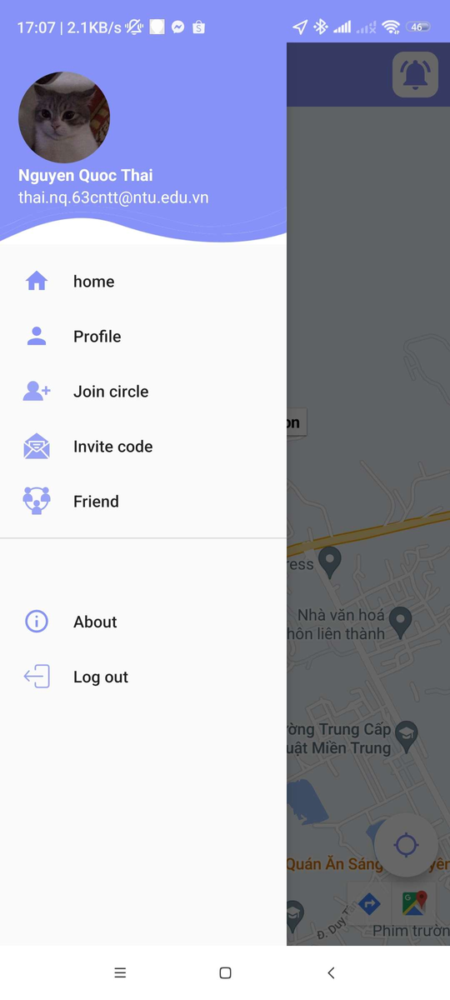 17:07 | 2.1KB/s
46
Nguyen Quoc Thai
thai.nq.63cntt@ntu.edu.vn
home
Profile
Join circle
Invite code
Friend
About
Log out
on
ress
Nhà văn hoá
hôn liên thành
ờng Trung Cấp
uật Miền Trung
Quán Ăn Sáng
yên
Đ. Duy T
Phim trườn